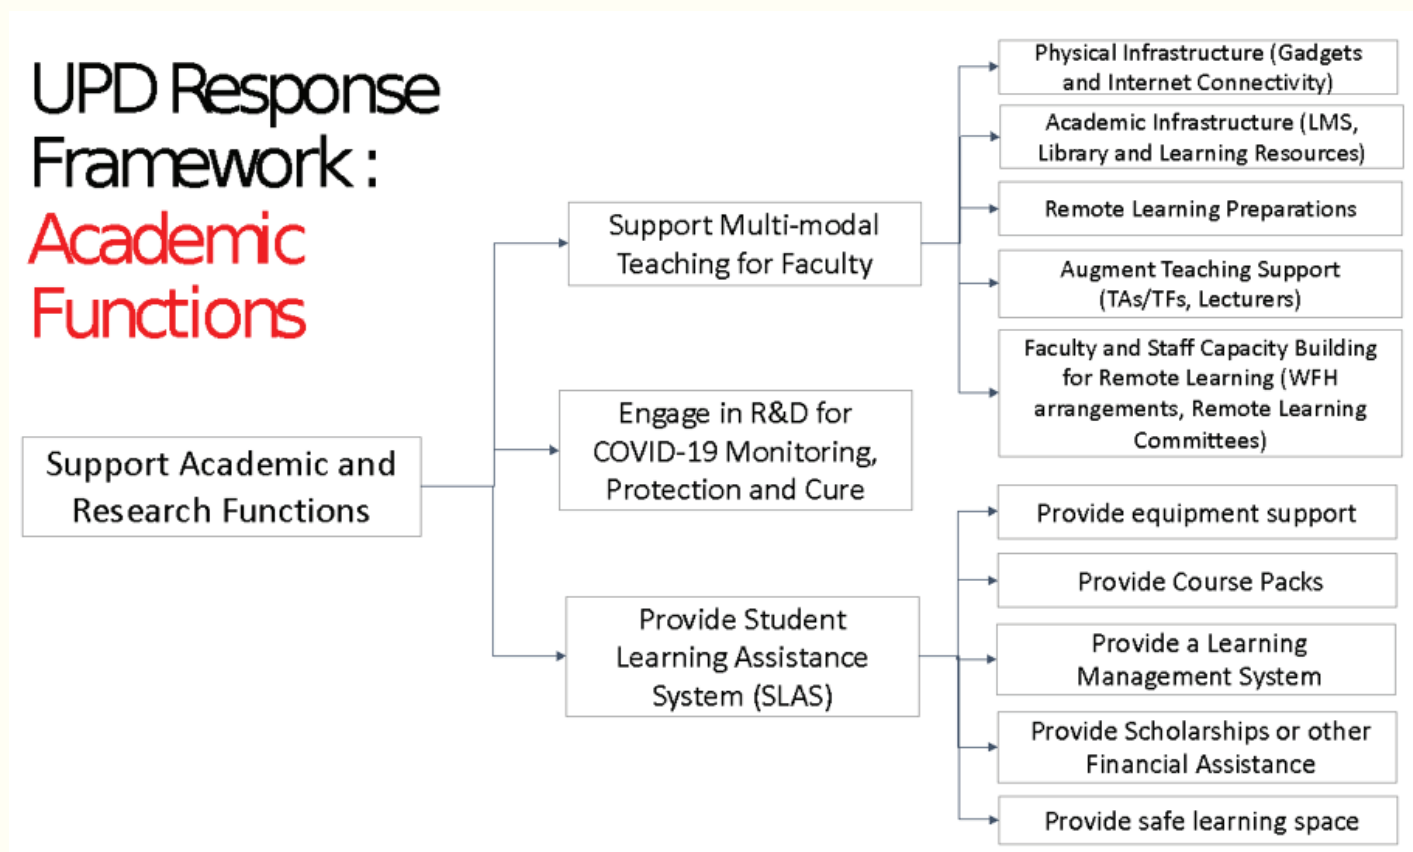 UPD Response
Framework :
Academic
Functions
Support Academic and
Research Functions
Support Multi-modal
Teaching for Faculty
Engage in R&D for
COVID-19 Monitoring,
Protection and Cure
Provide Student
Learning Assistance
System (SLAS)
Physical Infrastructure (Gadgets
and Internet Connectivity)
Academic Infrastructure (LMS,
Library and Learning Resources)
Remote Learning Preparations
Augment Teaching Support
(TAs/TFs, Lecturers)
Faculty and Staff Capacity Building
for Remote Learning (WFH
arrangements, Remote Learning
Committees)
Provide equipment support
Provide Course Packs
Provide a Learning
Management System
Provide Scholarships or other
Financial Assistance
Provide safe learning space